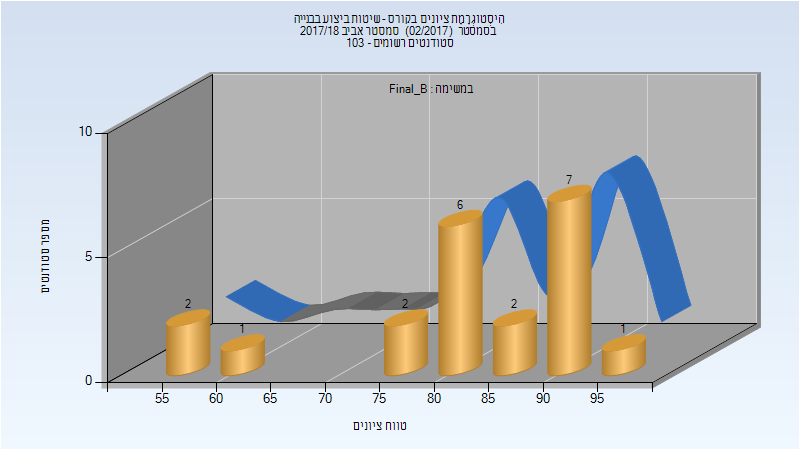 היסטוגרמת ציונים בקורס - שיטות ביצוע בבנייה
בסמסטר (02/2017) סמסטר אביב 2017/18
סטודנטים רשומים - 103
במשימה : Final_B
10
5
0
מספר סטודנטים
2
1
2
6
2
7
1
55 60 65 70 75 80 85 90 95
טווח ציונים